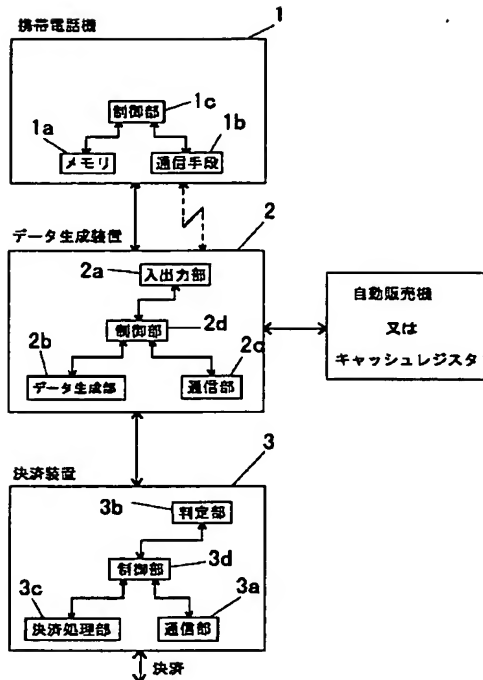 携帯電話機
1
制御部
1c
1a
1b
メモリ
通信手段
データ生成装置
2
2a
入出力部
制御部
2d
2b
2c
データ生成部
通信部
自動販売機
又は
キャッシュレジスタ
決済装置
3
3b
判定部
制御部
3d
3c
3a
決済処理部
通信部
決済